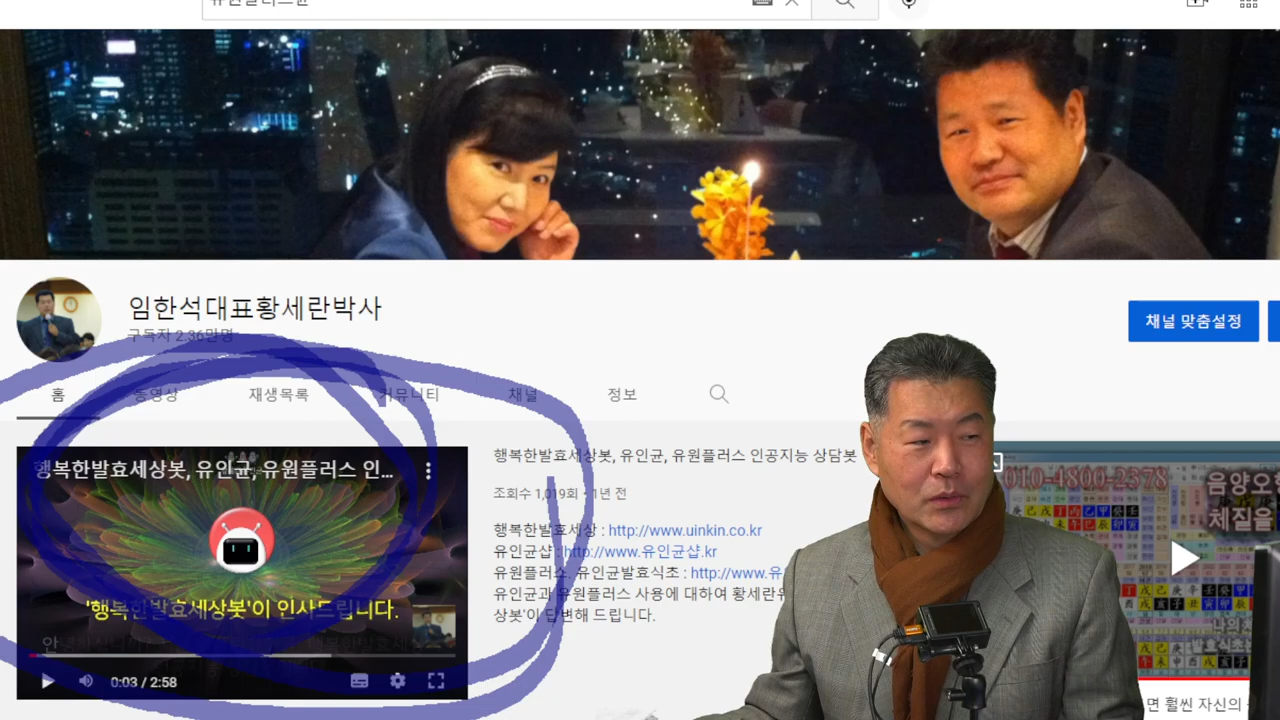 임한석대표황세란박사
구독자 2.36만명
채널 맞춤설정
홈 동영상 재생목록 커뮤니티 채널 정보
행복한발효세상봇, 유인균, 유원플러스 인...
'행복한발효세상봇'이 인사드립니다.
안
0:03 / 2:58
행복한발효세상봇, 유인균, 유원플러스 인공지능 상담봇
조회수 1,019회 • 1년 전
행복한발효세상 : http://www.uinkin.co.kr
유인균샵 : http://www.유인균샵.kr
유원플러스. 유인균발효식초 : http://www.유
유인균과 유원플러스 사용에 대하여 황세란
상봇'이 답변해 드립니다.
010-4800-2378
음양오
체질을
면 훨씬 자신의